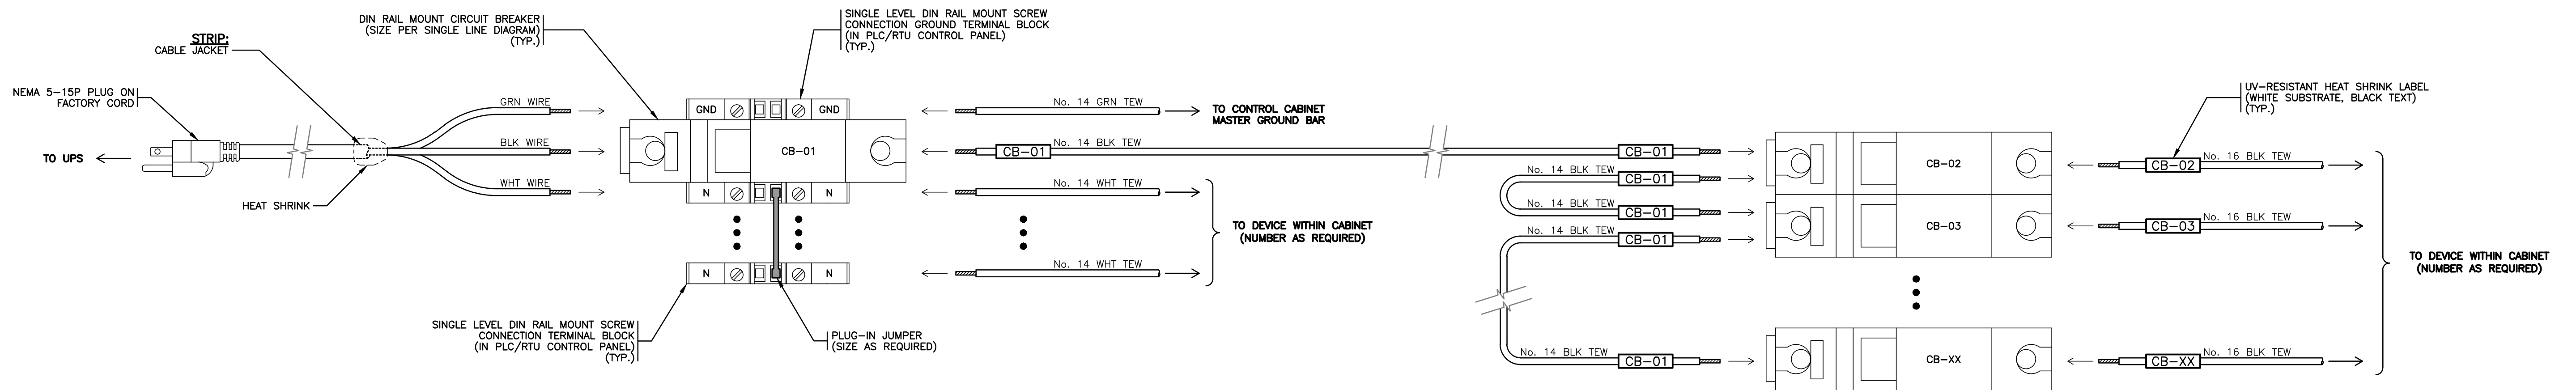 DIN RAIL MOUNT CIRCUIT BREAKER
(SIZE PER SINGLE LINE DIAGRAM)
(TYP.)
SINGLE LEVEL DIN RAIL MOUNT SCREW
CONNECTION GROUND TERMINAL BLOCK
(IN PLC/RTU CONTROL PANEL)
(TYP.)
STRIP:
CABLE JACKET
NEMA 5-15P PLUG ON
FACTORY CORD
TO UPS
HEAT SHRINK
GRN WIRE
BLK WIRE
WHT WIRE
GND
GND
CB-01
N
N
N
N
SINGLE LEVEL DIN RAIL MOUNT SCREW
CONNECTION TERMINAL BLOCK
(IN PLC/RTU CONTROL PANEL)
(TYP.)
PLUG-IN JUMPER
(SIZE AS REQUIRED)
No. 14 GRN TEW
TO CONTROL CABINET
MASTER GROUND BAR
CB-01
No. 14 BLK TEW
No. 14 WHT TEW
No. 14 WHT TEW
TO DEVICE WITHIN CABINET
(NUMBER AS REQUIRED)
CB-01
No. 14 BLK TEW
CB-01
No. 14 BLK TEW
CB-01
No. 14 BLK TEW
CB-01
No. 14 BLK TEW
CB-01
CB-02
CB-03
CB-XX
UV-RESISTANT HEAT SHRINK LABEL
(WHITE SUBSTRATE, BLACK TEXT)
(TYP.)
CB-02
No. 16 BLK TEW
CB-03
No. 16 BLK TEW
CB-XX
No. 16 BLK TEW
TO DEVICE WITHIN CABINET
(NUMBER AS REQUIRED)